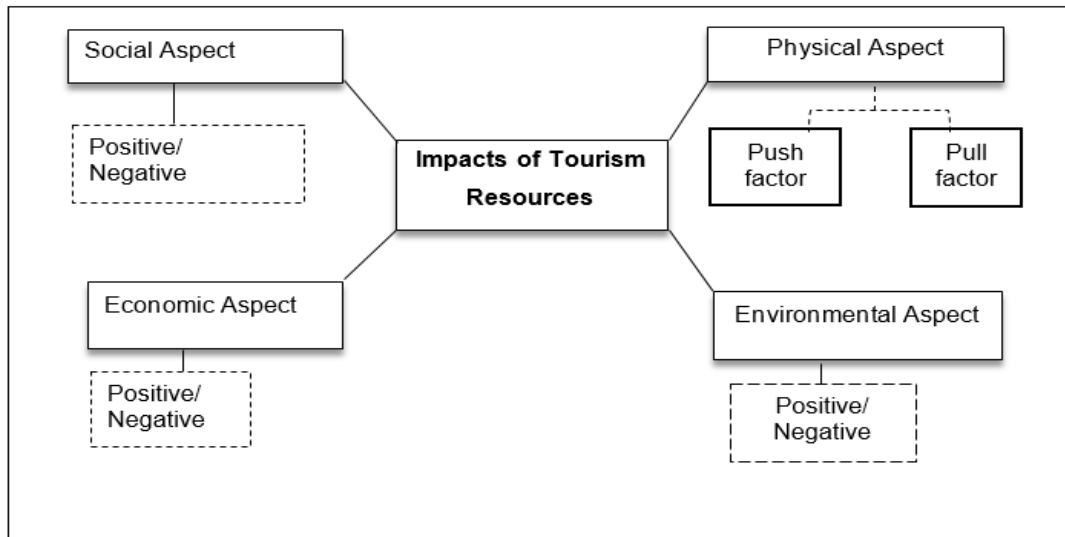 Social Aspect
Positive/
Negative
Physical Aspect
Push
factor
Pull
factor
Impacts of Tourism
Resources
Economic Aspect
Positive/
Negative
Environmental Aspect
Positive/
Negative